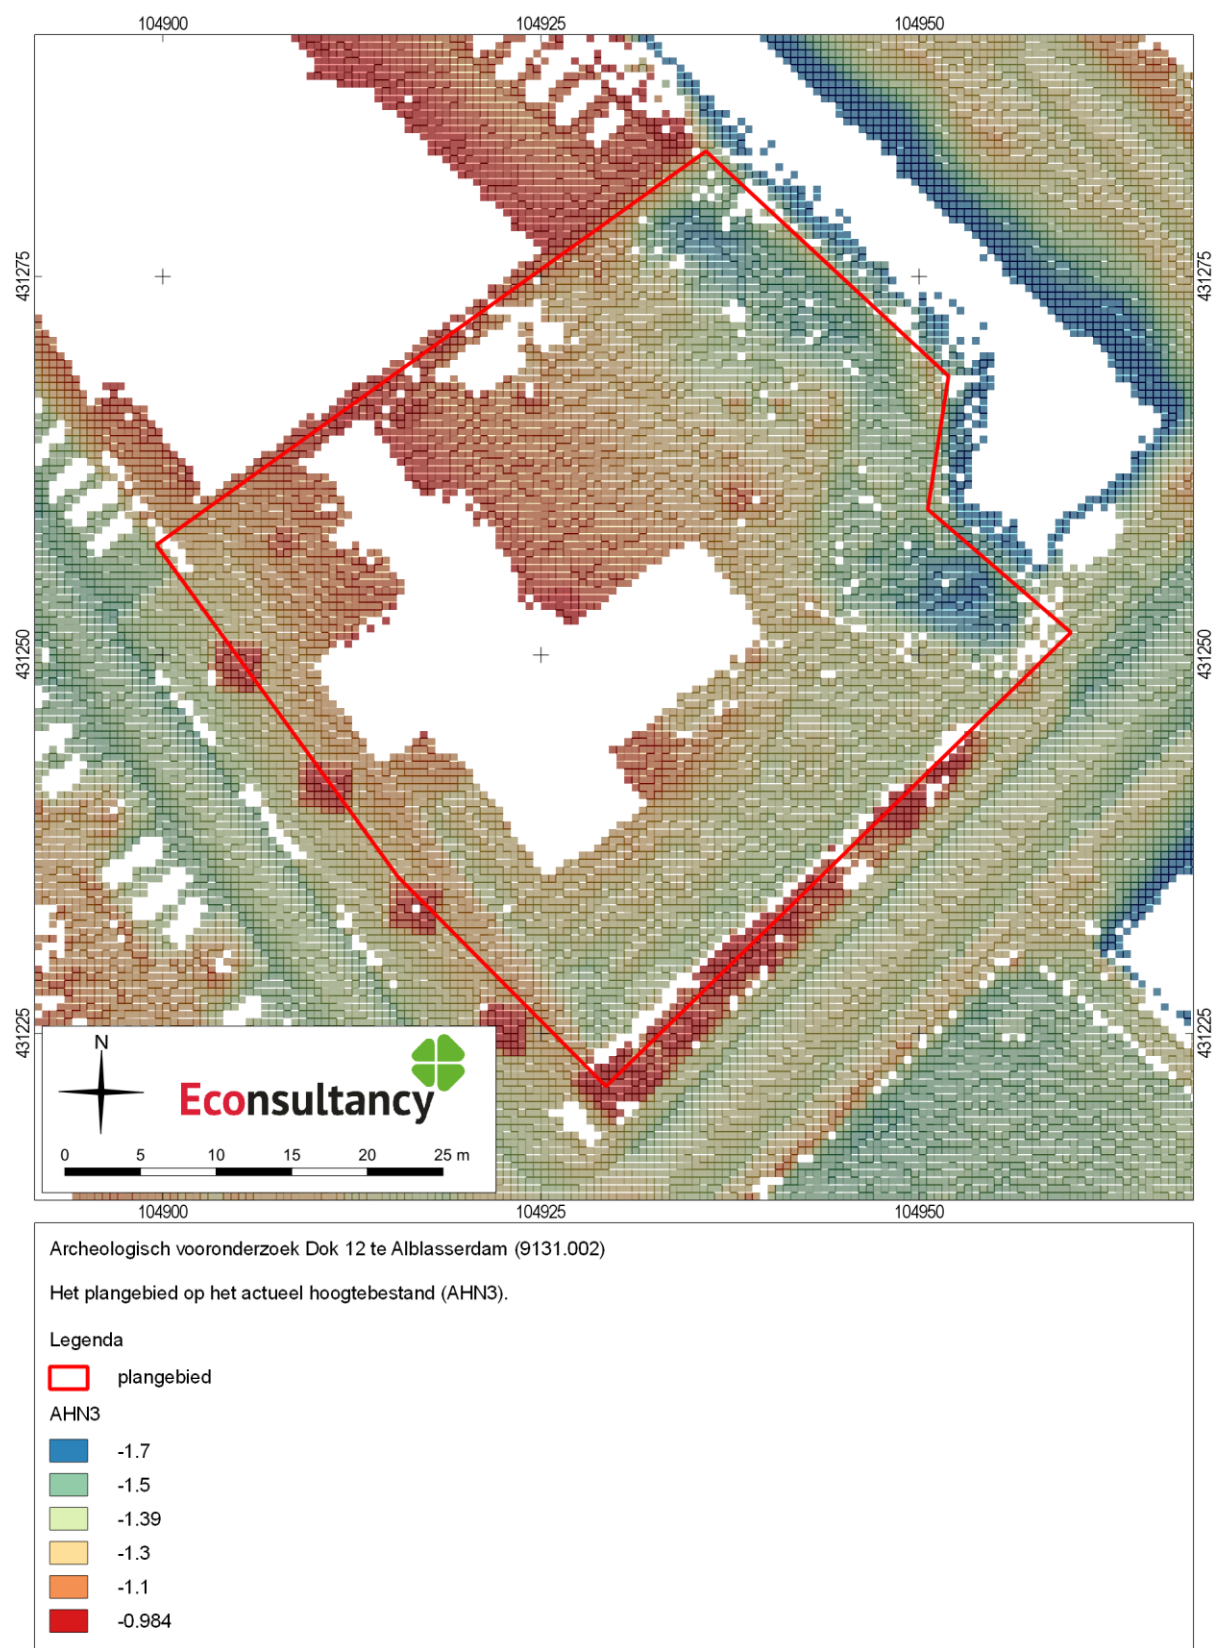 104900 104925 104950
431275 431275
431250 431250
431225 431225
N
Econsultancy
0 5 10 15 20 25 m
104900 104925 104950
Archeologisch vooronderzoek Dok 12 te Alblasserdam (9131.002)
Het plangebied op het actueel hoogtebestand (AHN3).
Legenda
plangebied
AHN3
-1.7
-1.5
-1.39
-1.3
-1.1
-0.984